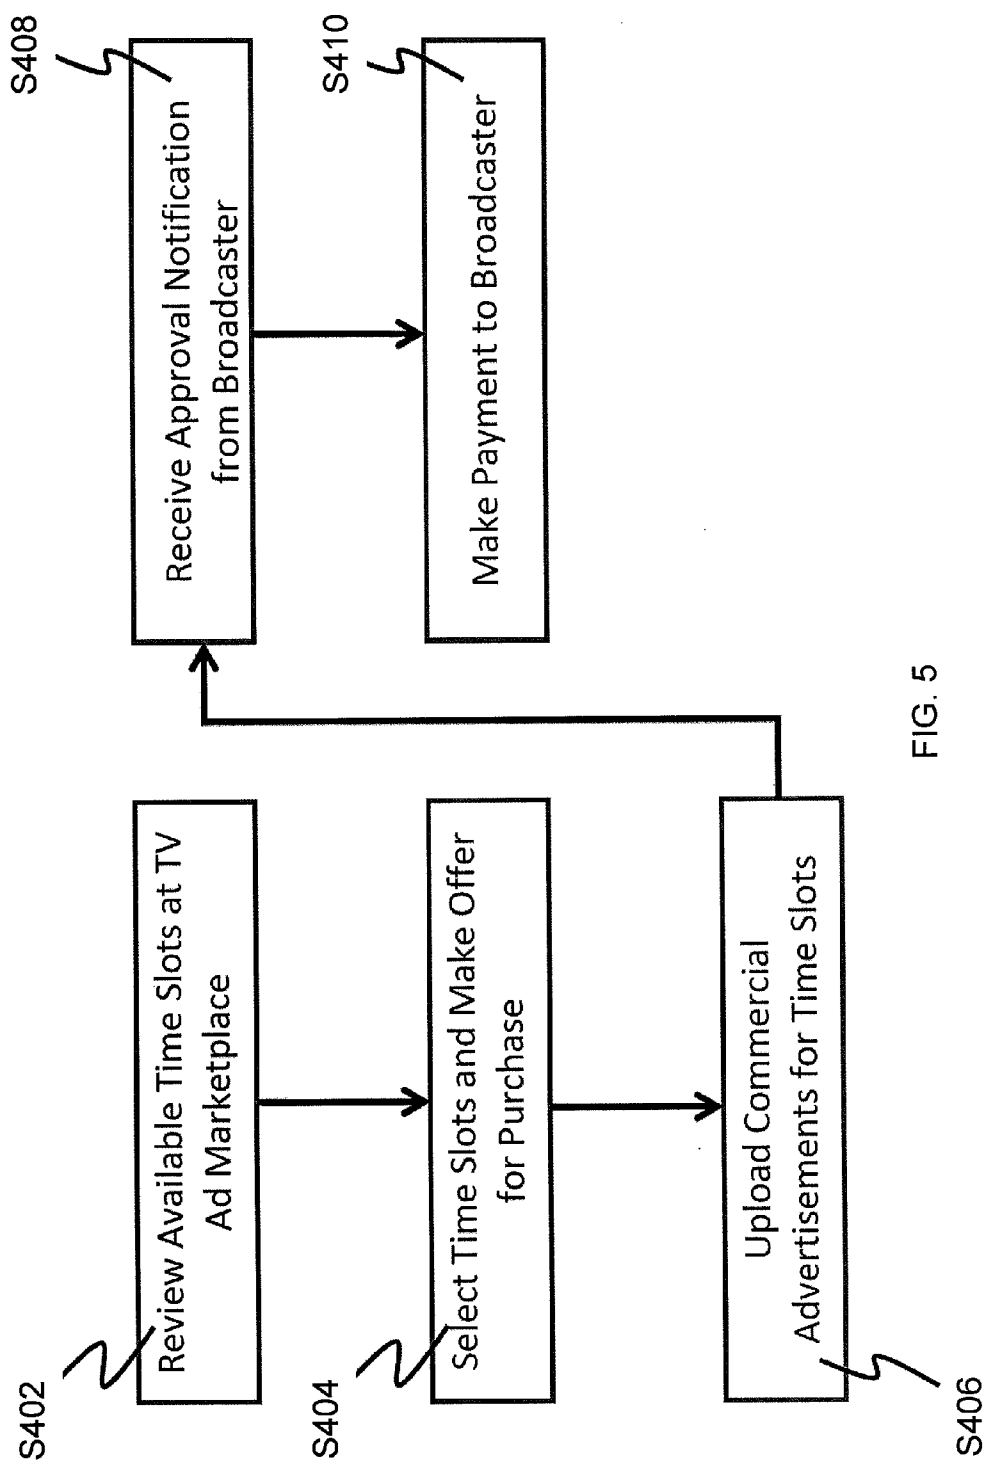 S402
Review Available Time Slots at TV
Ad Marketplace
S404
Select Time Slots and Make Offer
for Purchase
Upload Commercial
Advertisements for Time Slots
S406
S408
Receive Approval Notification
from Broadcaster
S410
Make Payment to Broadcaster
FIG. 5